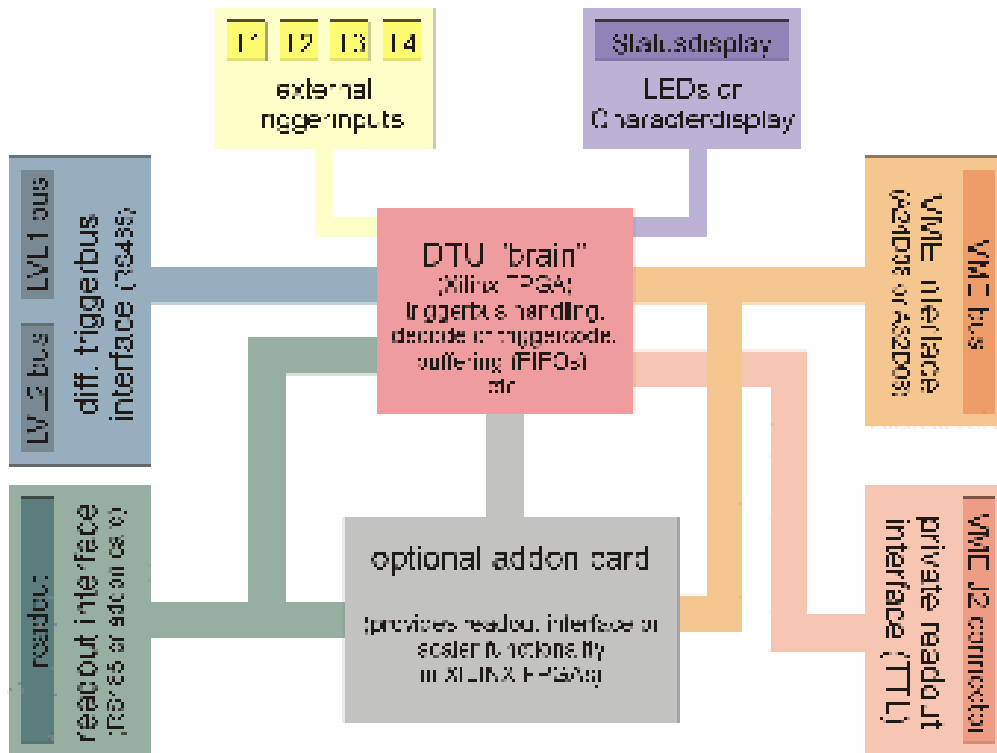 T1 T2 T3 T4
external
triggerinputs
Statusdisplay
LEDs or
Characterdisplay
LVL1 bus
LVL2 bus
diff. triggerbus
interface (RS485)
DTU "brain"
(Xilinx FPGA)
triggerbus handling,
decode of triggercode,
buffering (FIFOs)
etc
VME bus
VME interface
(A24D08 or A32D08)
readout
readout interface
(RS485 or addon card)
optional addon card
(provides readout interface or
scaler functionality
in XILINX FPGAs)
VME J2 connector
private readout
interface (TTL)